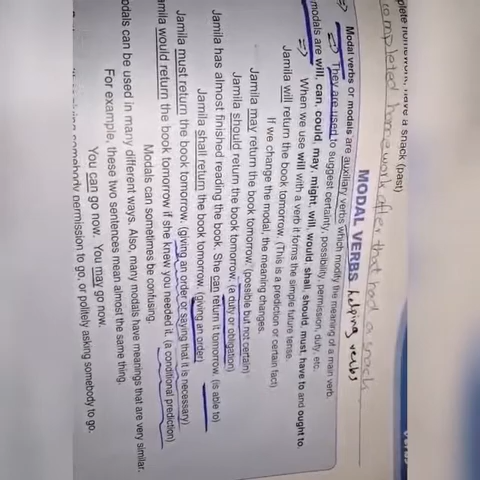 plete homework, have a snack (past)
completed homework after that had a snack
MODAL VERBS helping verbs
Modal verbs or modals are auxiliary verbs which modify the meaning of a main verb.
They are used to suggest certainty, possibility, permission, duty, etc.
modals are will, can, could, may, might, will, would, shall, should, must, have to and ought to.
When we use will with a verb it forms the simple future tense.
Jamila will return the book tomorrow. (This is a prediction or certain fact)
If we change the modal, the meaning changes.
Jamila may return the book tomorrow. (possible but not certain)
Jamila should return the book tomorrow. (a duty or obligation)
Jamila has almost finished reading the book. She can return it tomorrow. (is able to)
Jamila shall return the book tomorrow. (giving an order)
Jamila must return the book tomorrow. (giving an order or saying that it is necessary)
amila would return the book tomorrow if she knew you needed it. (a conditional prediction)
Modals can sometimes be confusing.
odals can be used in many different ways. Also, many modals have meanings that are very similar.
For example, these two sentences mean almost the same thing.
You can go now. You may go now.
somebody permission to go, or politely asking somebody to go.